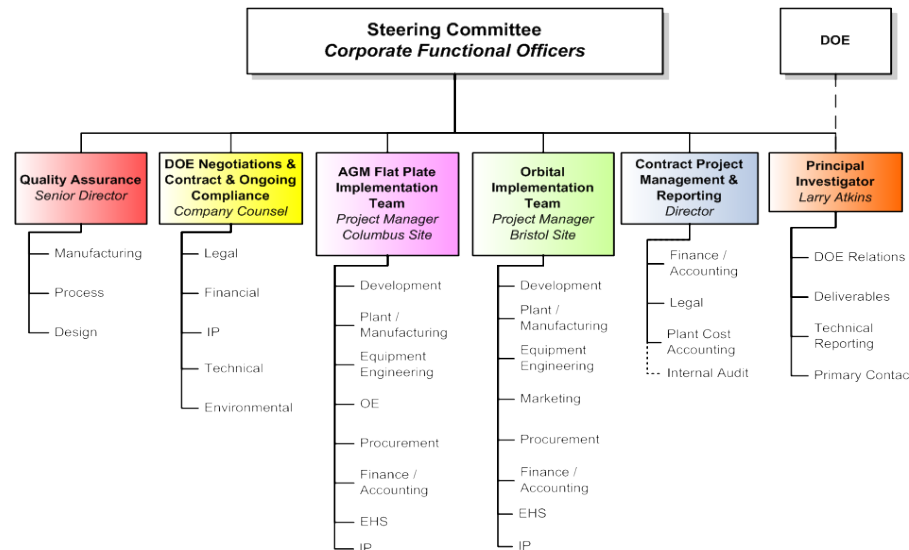 Steering Committee
Corporate Functional Officers
DOE
Quality Assurance
Senior Director
Manufacturing
Process
Design
DOE Negotiations &
Contract & Ongoing
Compliance
Company Counsel
Legal
Financial
IP
Technical
Environmental
AGM Flat Plate
Implementation
Team
Project Manager
Columbus Site
Development
Plant /
Manufacturing
Equipment
Engineering
OE
Procurement
Finance /
Accounting
EHS
IP
Orbital
Implementation
Team
Project Manager
Bristol Site
Development
Plant /
Manufacturing
Equipment
Engineering
Marketing
Procurement
Finance /
Accounting
EHS
IP
Contract Project
Management &
Reporting
Director
Finance /
Accounting
Legal
Plant Cost
Accounting
Internal Audit
Principal
Investigator
Larry Atkins
DOE Relations
Deliverables
Technical
Reporting
Primary Contac